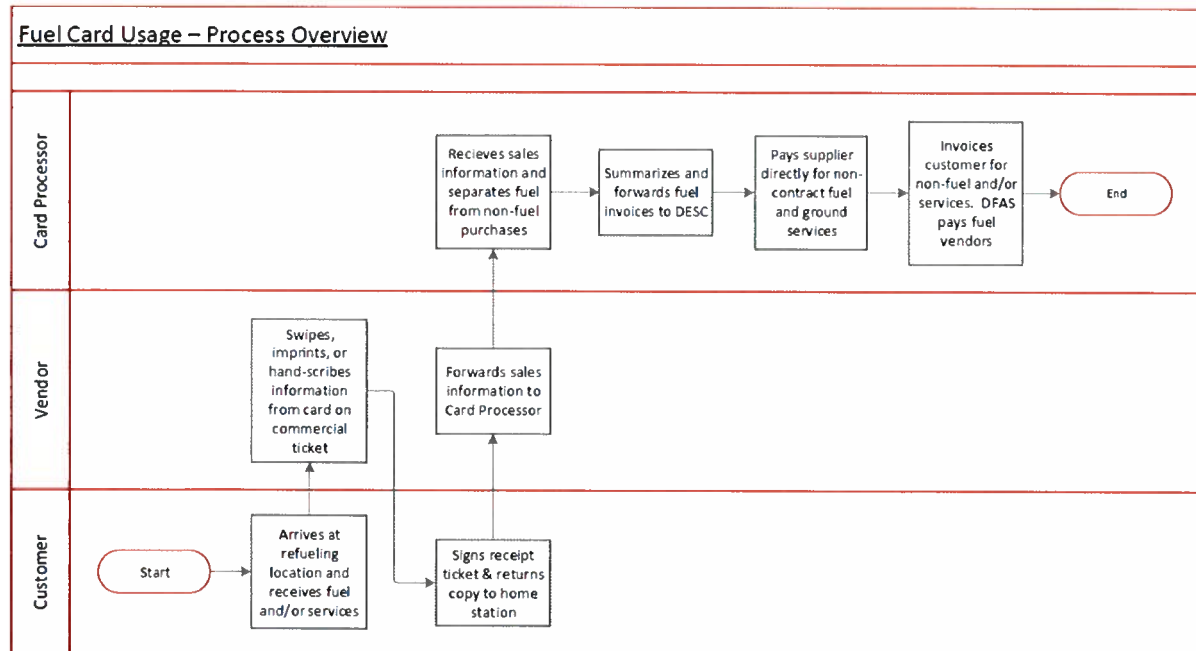 Fuel Card Usage – Process Overview
Card Processor
Recieves sales
information and
separates fuel
from non-fuel
purchases
Summarizes and
forwards fuel
invoices to DESC
Pays supplier
directly for non-
contract fuel
and ground
services
Invoices
customer for
non-fuel and/or
services. DFAS
pays fuel
vendors
End
Vendor
Swipes,
imprints, or
hand-scribes
information
from card on
commercial
ticket
Forwards sales
information to
Card Processor
Customer
Start
Arrives at
refueling
location and
receives fuel
and/or services
Signs receipt
ticket & returns
copy to home
station